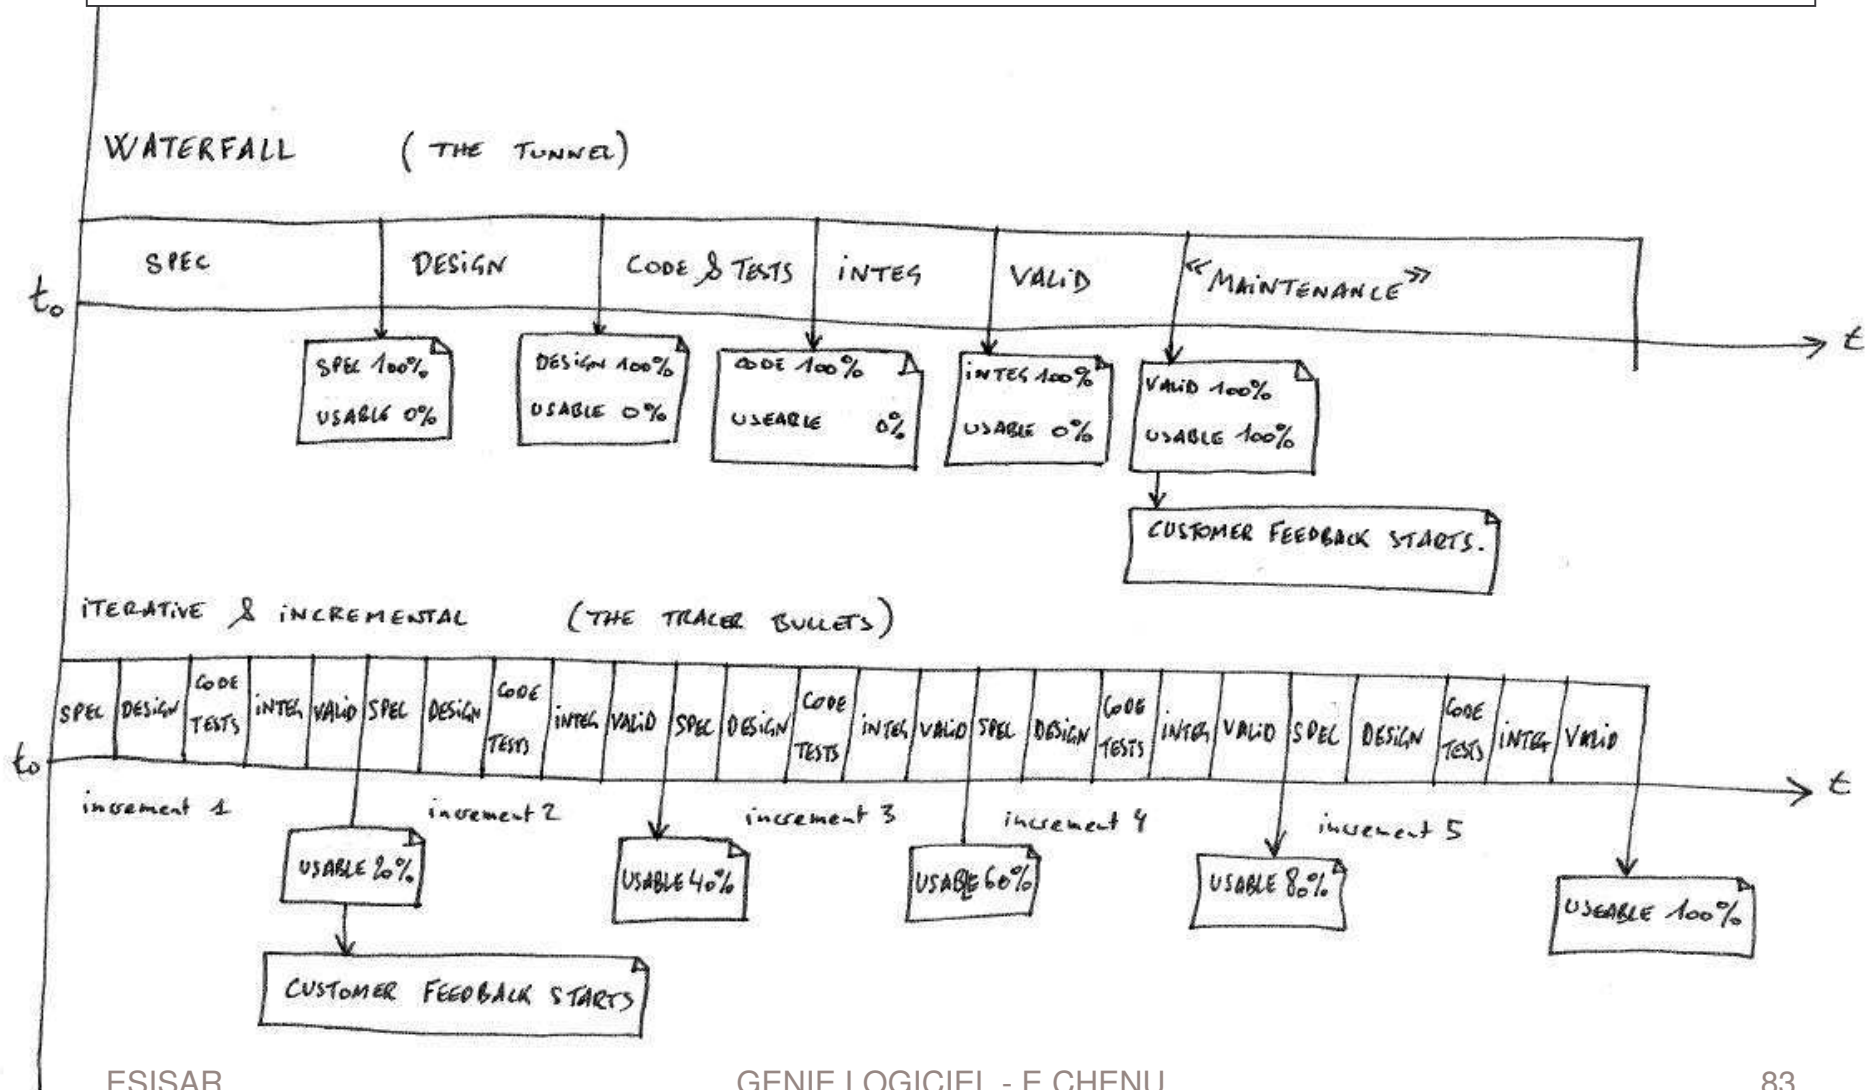 WATERFALL (THE TUNNEL)
SPEC DESIGN CODE & TESTS INTEG VALID «MAINTENANCE»
t₀
t
SPEC 100%
USABLE 0%
DESIGN 100%
USABLE 0%
CODE 100%
USEABLE 0%
INTEG 100%
USABLE 0%
VALID 100%
USABLE 100%
CUSTOMER FEEDBACK STARTS.
ITERATIVE & INCREMENTAL (THE TRACER BULLETS)
SPEC DESIGN CODE TESTS INTEG VALID SPEC DESIGN CODE TESTS INTEG VALID SPEC DESIGN CODE TESTS INTEG VALID SPEC DESIGN CODE TESTS INTEG VALID SPEC DESIGN CODE TESTS INTEG VALID
t₀
t
increment 1 increment 2 increment 3 increment 4 increment 5
USABLE 20%
USABLE 40%
USABLE 60%
USABLE 80%
USEABLE 100%
CUSTOMER FEEDBACK STARTS
ESISAR GENIE LOGICIEL - E.CHENU 83